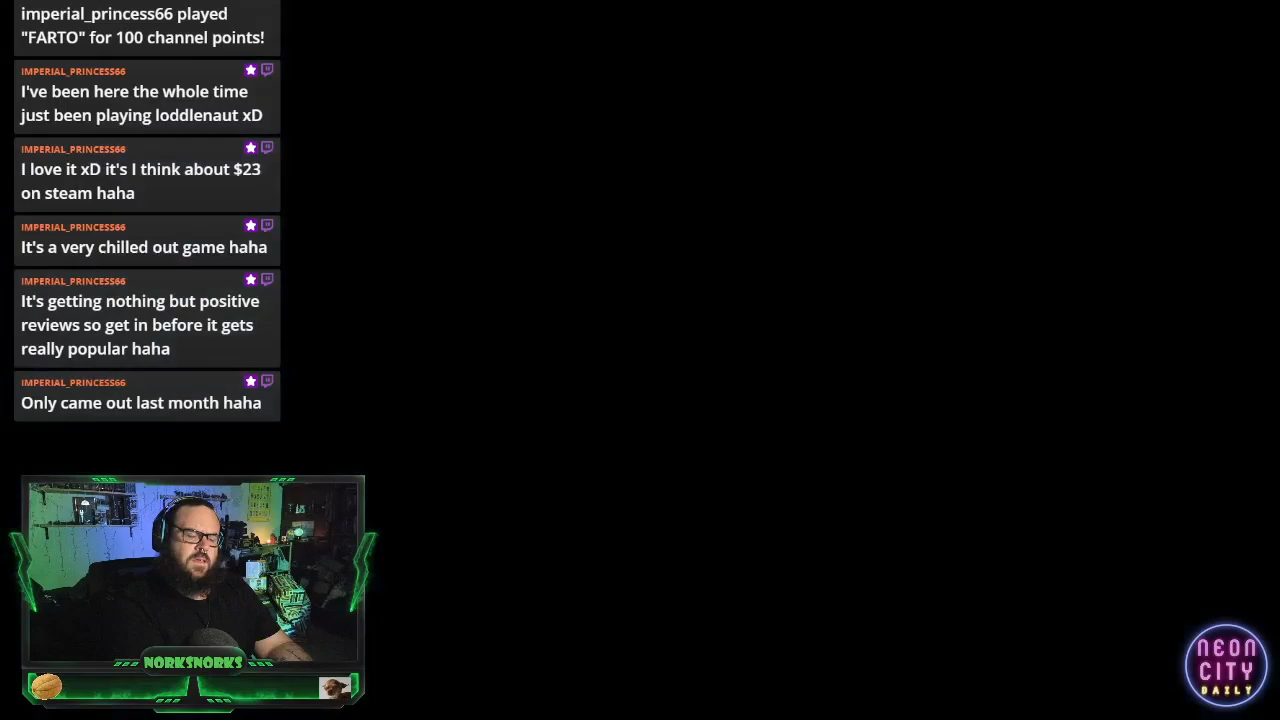 imperial_princess66 played
"FARTO" for 100 channel points!
IMPERIAL_PRINCESS66
I've been here the whole time
just been playing loddlenaut xD
IMPERIAL_PRINCESS66
I love it xD it's I think about $23
on steam haha
IMPERIAL_PRINCESS66
It's a very chilled out game haha
IMPERIAL_PRINCESS66
It's getting nothing but positive
reviews so get in before it gets
really popular haha
IMPERIAL_PRINCESS66
Only came out last month haha
NORKSNORKS
NEON
CITY
DAILY